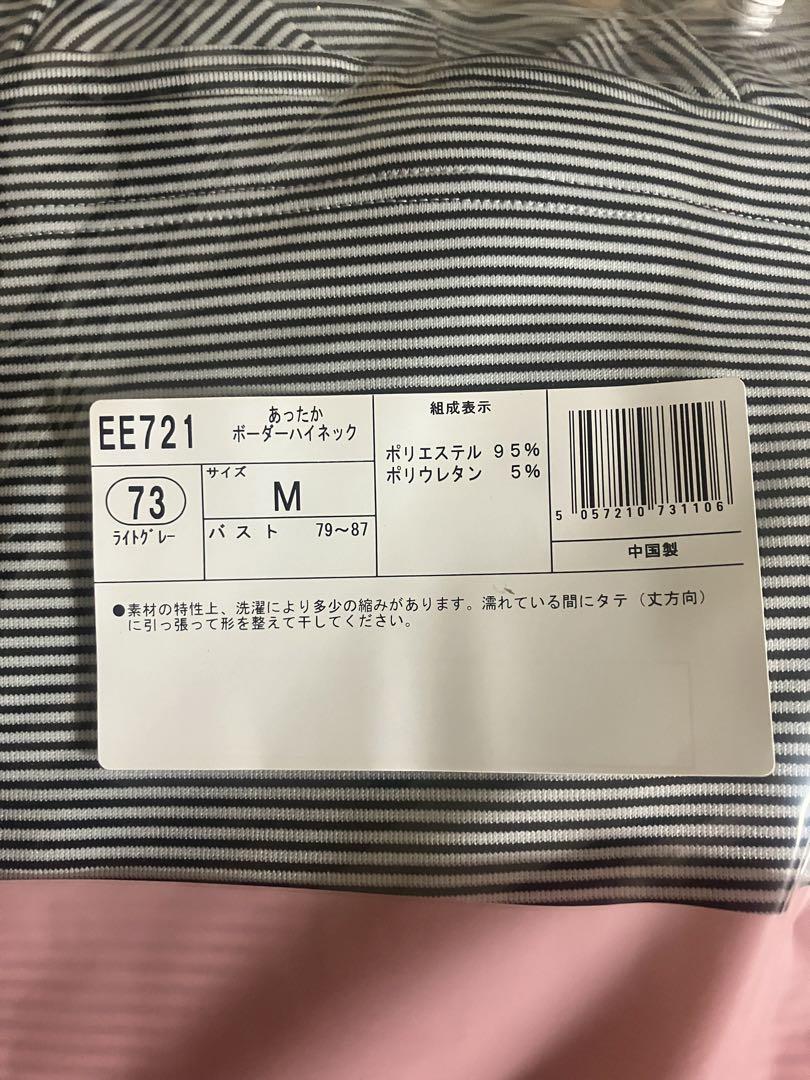 EE721
あったか
ボーダーハイネック
73
ライトグレー
サイズ
M
バスト 79～87
組成表示
ポリエステル 95%
ポリウレタン 5%
5 057210 731106
中国製
●素材の特性上、洗濯により多少の縮みがあります。濡れている間にタテ（丈方向）
に引っ張って形を整えて干してください。